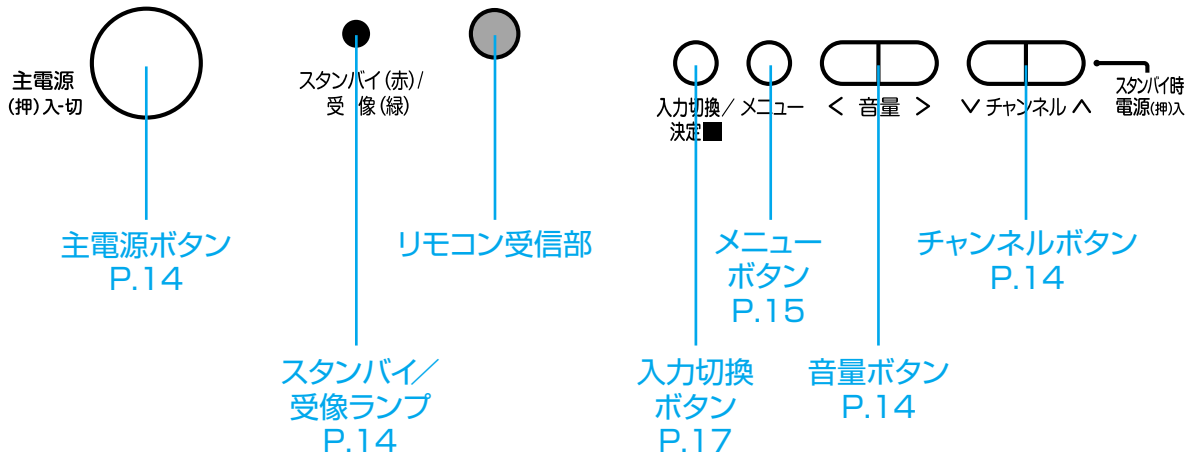 主電源
(押)入-切
スタンバイ(赤)/
受像(緑)
入力切換/
決定■
メニュー
< 音量 >
∨ チャンネル ∧
スタンバイ時
電源(押)入
主電源ボタン
P.14
リモコン受信部
メニュー
ボタン
P.15
チャンネルボタン
P.14
スタンバイ/
受像ランプ
P.14
入力切換
ボタン
P.17
音量ボタン
P.14